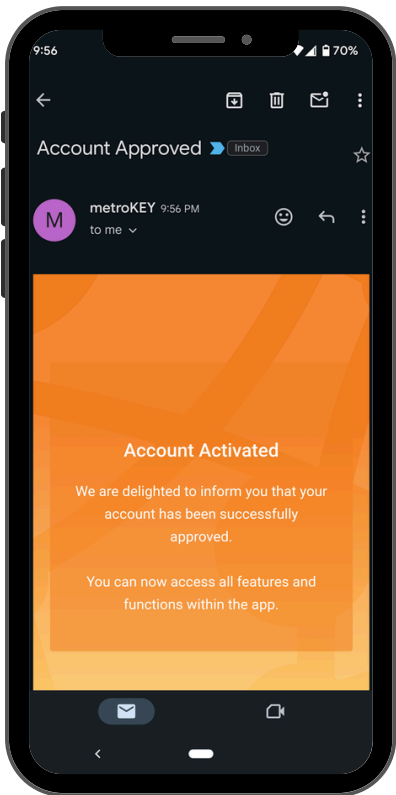 9:56
70%
Account Approved
Inbox
M
metroKEY 9:56 PM
to me
Account Activated
We are delighted to inform you that your
account has been successfully
approved.
You can now access all features and
functions within the app.